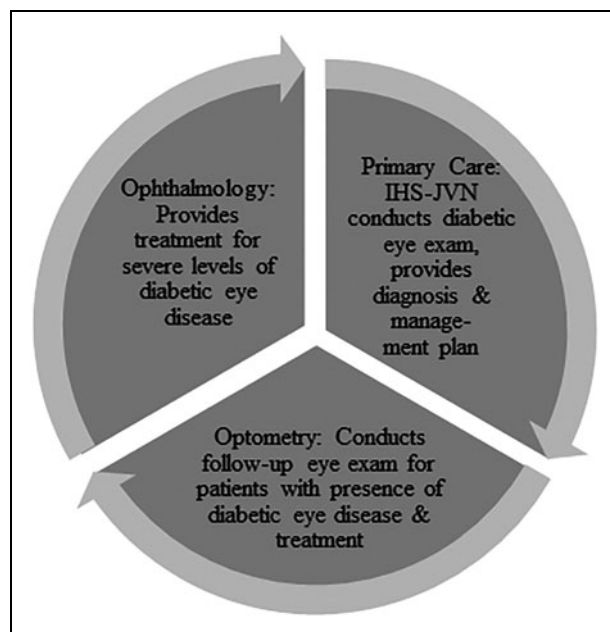 Ophthalmology:
Provides
treatment for
severe levels of
diabetic eye
disease
Primary Care:
IHS-JVN
conducts diabetic
eye exam,
provides
diagnosis &
manage-
ment plan
Optometry: Conducts
follow-up eye exam for
patients with presence of
diabetic eye disease &
treatment